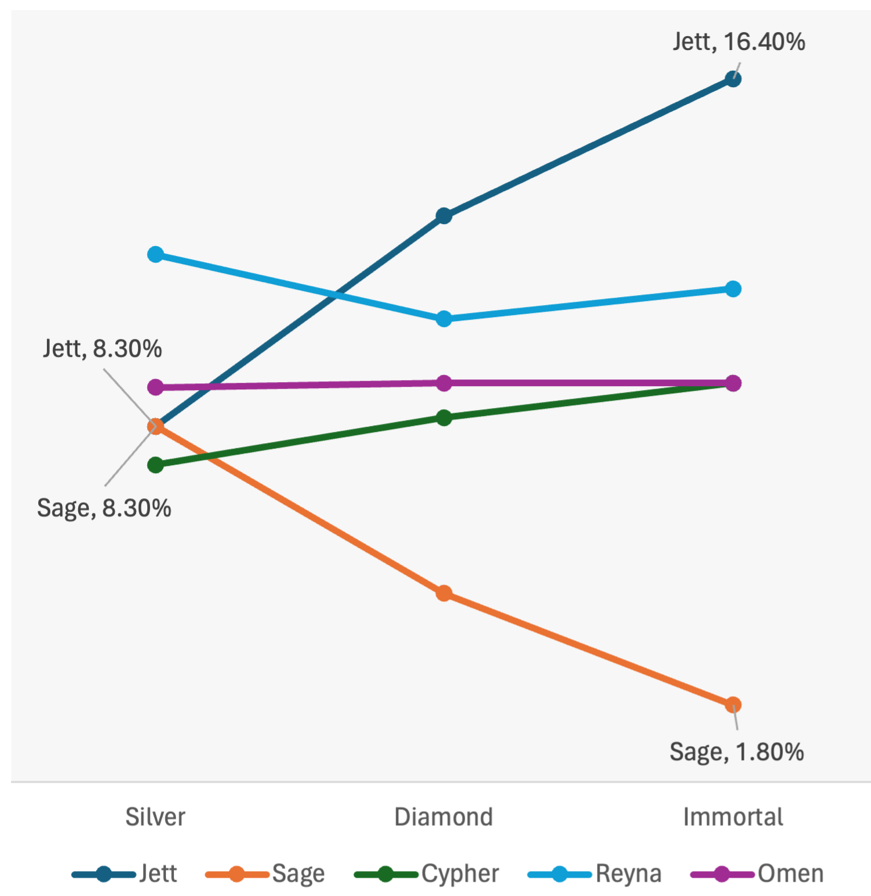 Jett, 16.40%
Jett, 8.30%
Sage, 8.30%
Sage, 1.80%
Silver Diamond Immortal
Jett Sage Cypher Reyna Omen